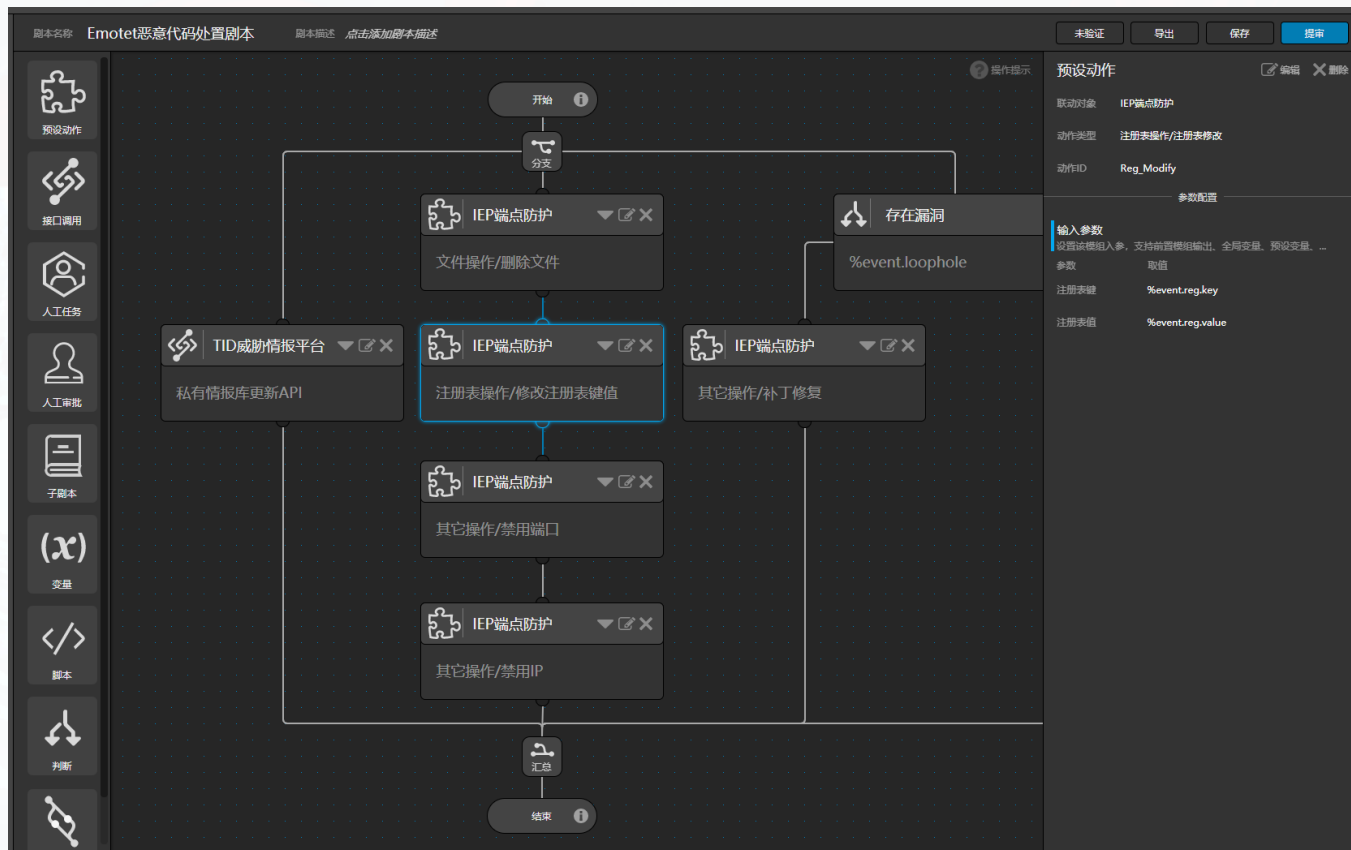 剧本名称 Emotet恶意代码处置剧本 剧本描述 点击添加剧本描述 未验证 导出 保存 提审
预设动作
接口调用
人工任务
人工审批
子剧本
(x)
变量
脚本
判断
操作提示
开始
分支
IEP端点防护
文件操作/删除文件
存在漏洞
%event.loophole
TID威胁情报平台
私有情报库更新API
IEP端点防护
注册表操作/修改注册表键值
IEP端点防护
其它操作/补丁修复
IEP端点防护
其它操作/禁用端口
IEP端点防护
其它操作/禁用IP
汇总
结束
预设动作 编辑 删除
联动对象 IEP端点防护
动作类型 注册表操作/注册表修改
动作ID Reg_Modify
参数配置
输入参数
设置该模组入参，支持前置模组输出、全局变量、预设变量、...
参数 取值
注册表键 %event.reg.key
注册表值 %event.reg.value